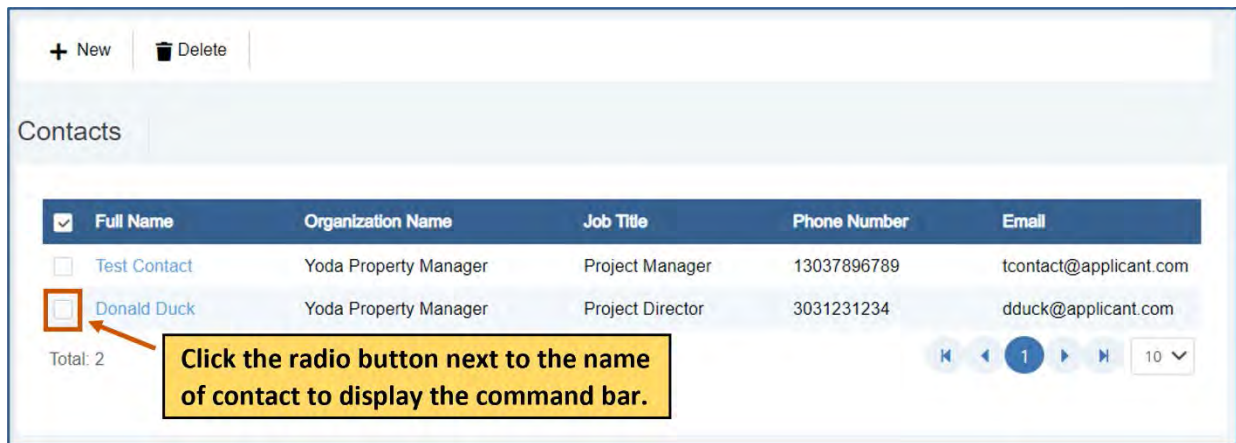 + New Delete
Contacts
Full Name Organization Name Job Title Phone Number Email
Test Contact Yoda Property Manager Project Manager 13037896789 tcontact@applicant.com
Donald Duck Yoda Property Manager Project Director 3031231234 dduck@applicant.com
Total: 2 1 10
Click the radio button next to the name
of contact to display the command bar.